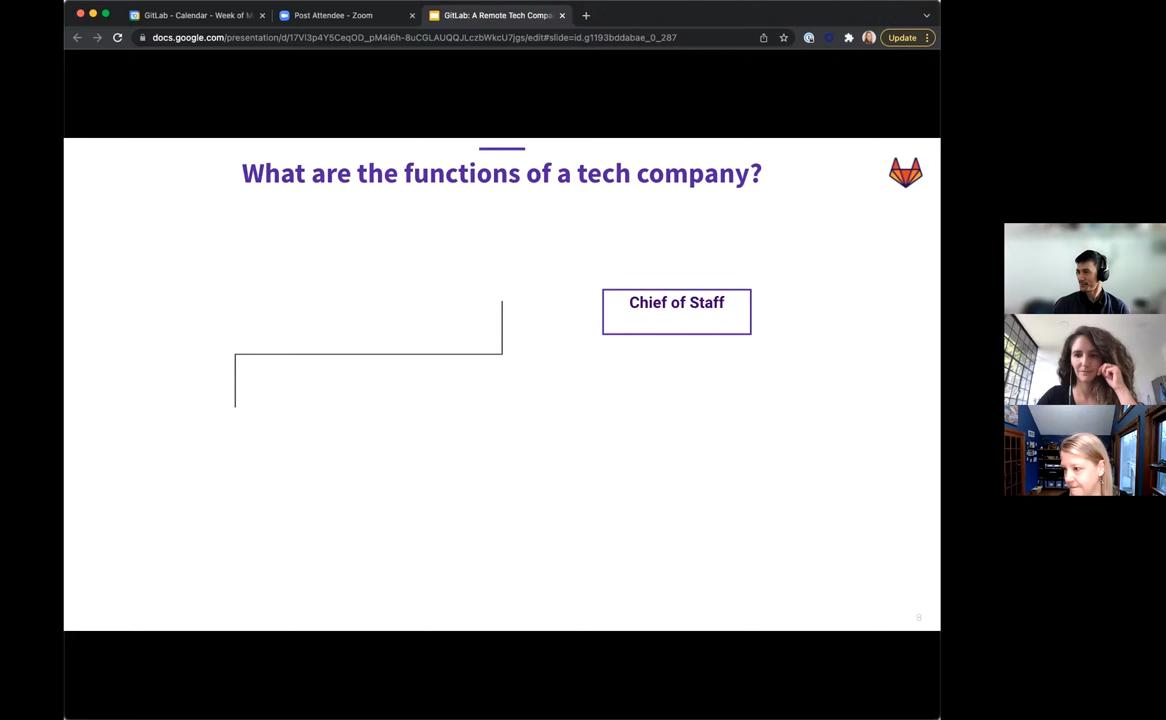 GitLab - Calendar - Week of M
Post Attendee - Zoom
GitLab: A Remote Tech Compa
docs.google.com/presentation/d/17Vl3p4Y5CeqOD_pM4i6h-8uCGLAUQQJLczbWkcU7jgs/edit#slide=id.g1193bddabae_0_287
Update
What are the functions of a tech company?
Chief of Staff
8